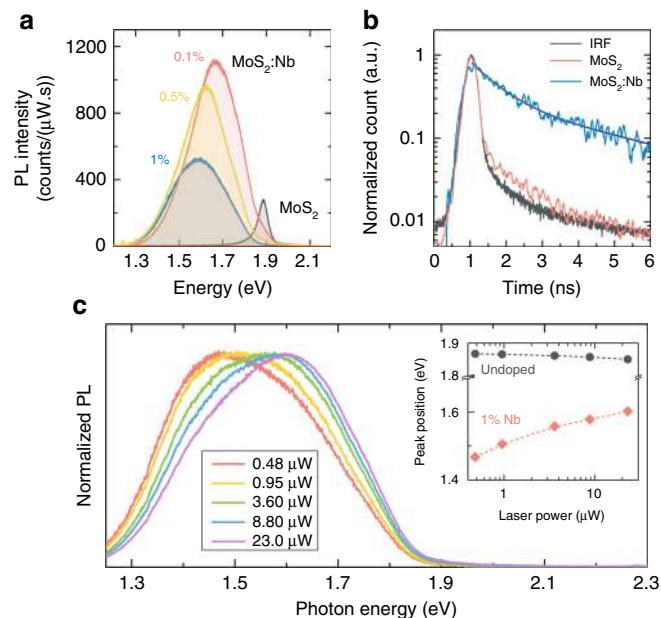 a
PL intensity
(counts/(μW.s))
1200
900
600
300
0
0.1%
MoS2:Nb
0.5%
1%
MoS2
1.3 1.5 1.7 1.9 2.1
Energy (eV)
b
Normalized count (a.u.)
1
0.1
0.01
IRF
MoS2
MoS2:Nb
0 1 2 3 4 5 6
Time (ns)
c
Normalized PL
0.48 μW
0.95 μW
3.60 μW
8.80 μW
23.0 μW
Peak position (eV)
1.9
1.8
1.6
1.4
Undoped
1% Nb
1 10
Laser power (μW)
1.3 1.5 1.7 1.9 2.1 2.3
Photon energy (eV)